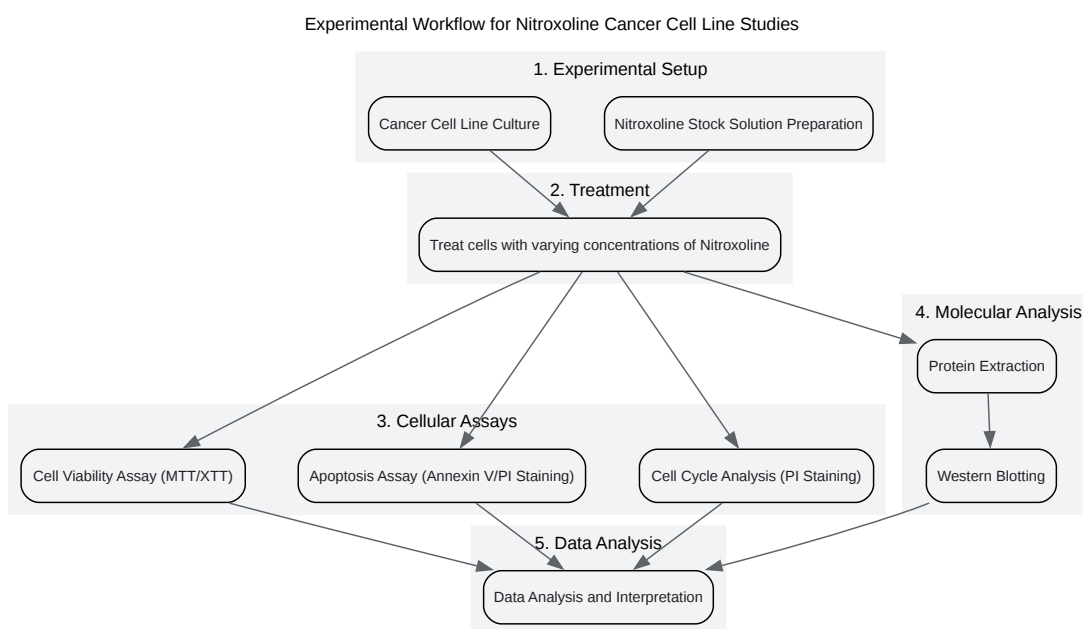 Experimental Workflow for Nitroxoline Cancer Cell Line Studies
1. Experimental Setup
Cancer Cell Line Culture
Nitroxoline Stock Solution Preparation
2. Treatment
Treat cells with varying concentrations of Nitroxoline
4. Molecular Analysis
Protein Extraction
3. Cellular Assays
Cell Viability Assay (MTT/XTT)
Apoptosis Assay (Annexin V/PI Staining)
Cell Cycle Analysis (PI Staining)
Western Blotting
5. Data Analysis
Data Analysis and Interpretation